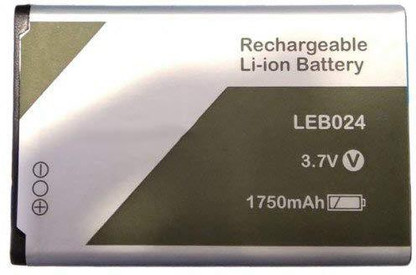 Rechargeable
Li-ion Battery
LEB024
3.7V V
1750mAh